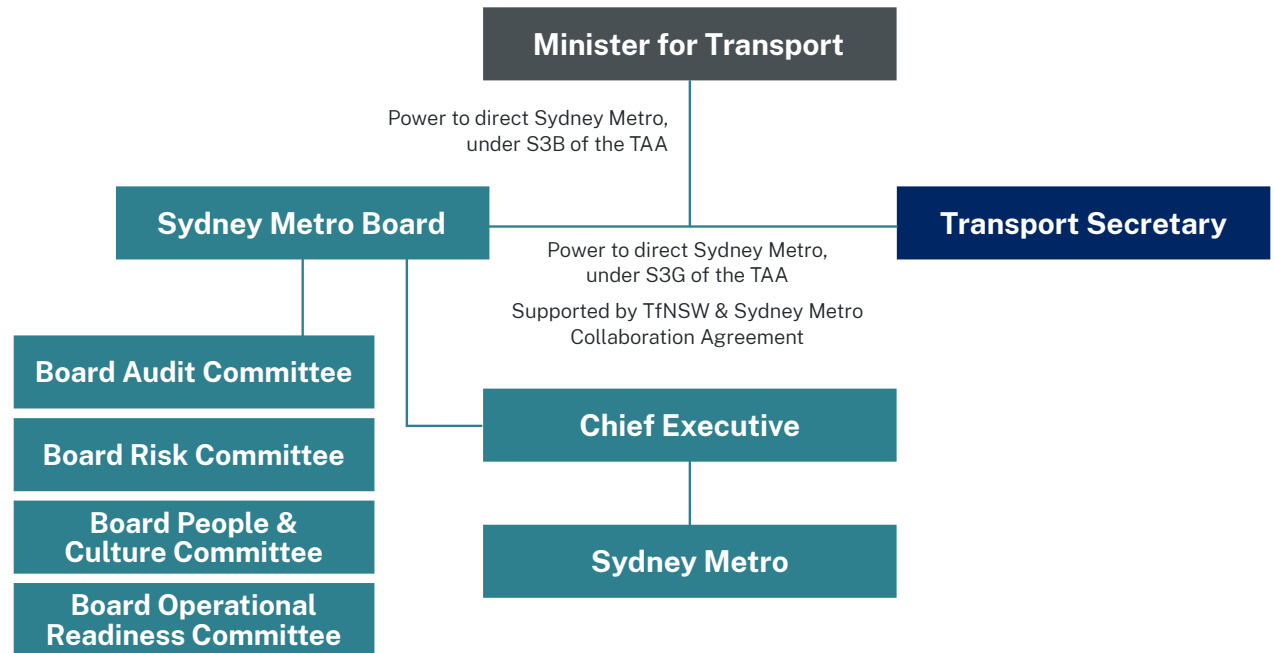 Minister for Transport
Power to direct Sydney Metro,
under S3B of the TAA
Sydney Metro Board
Transport Secretary
Power to direct Sydney Metro,
under S3G of the TAA
Supported by TfNSW & Sydney Metro
Collaboration Agreement
Board Audit Committee
Board Risk Committee
Board People &
Culture Committee
Board Operational
Readiness Committee
Chief Executive
Sydney Metro